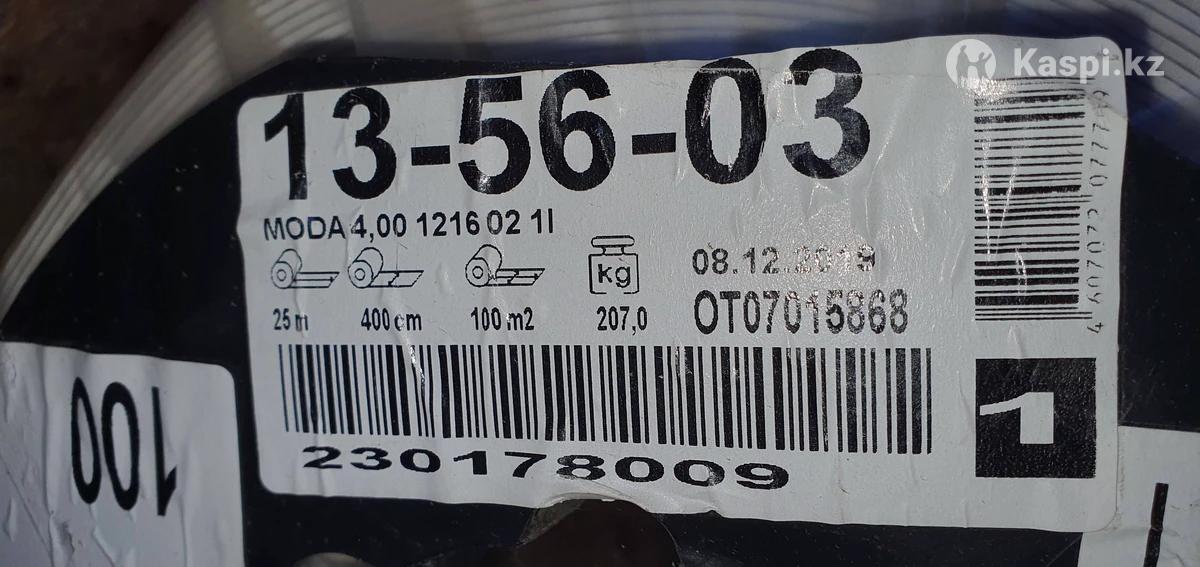 Kaspi.kz
13-56-03
MODA 4,00 1216 02 1I
kg
08.12.2019
25 m 400 cm 100 m2 207,0 OT07015868
230178009
1
100